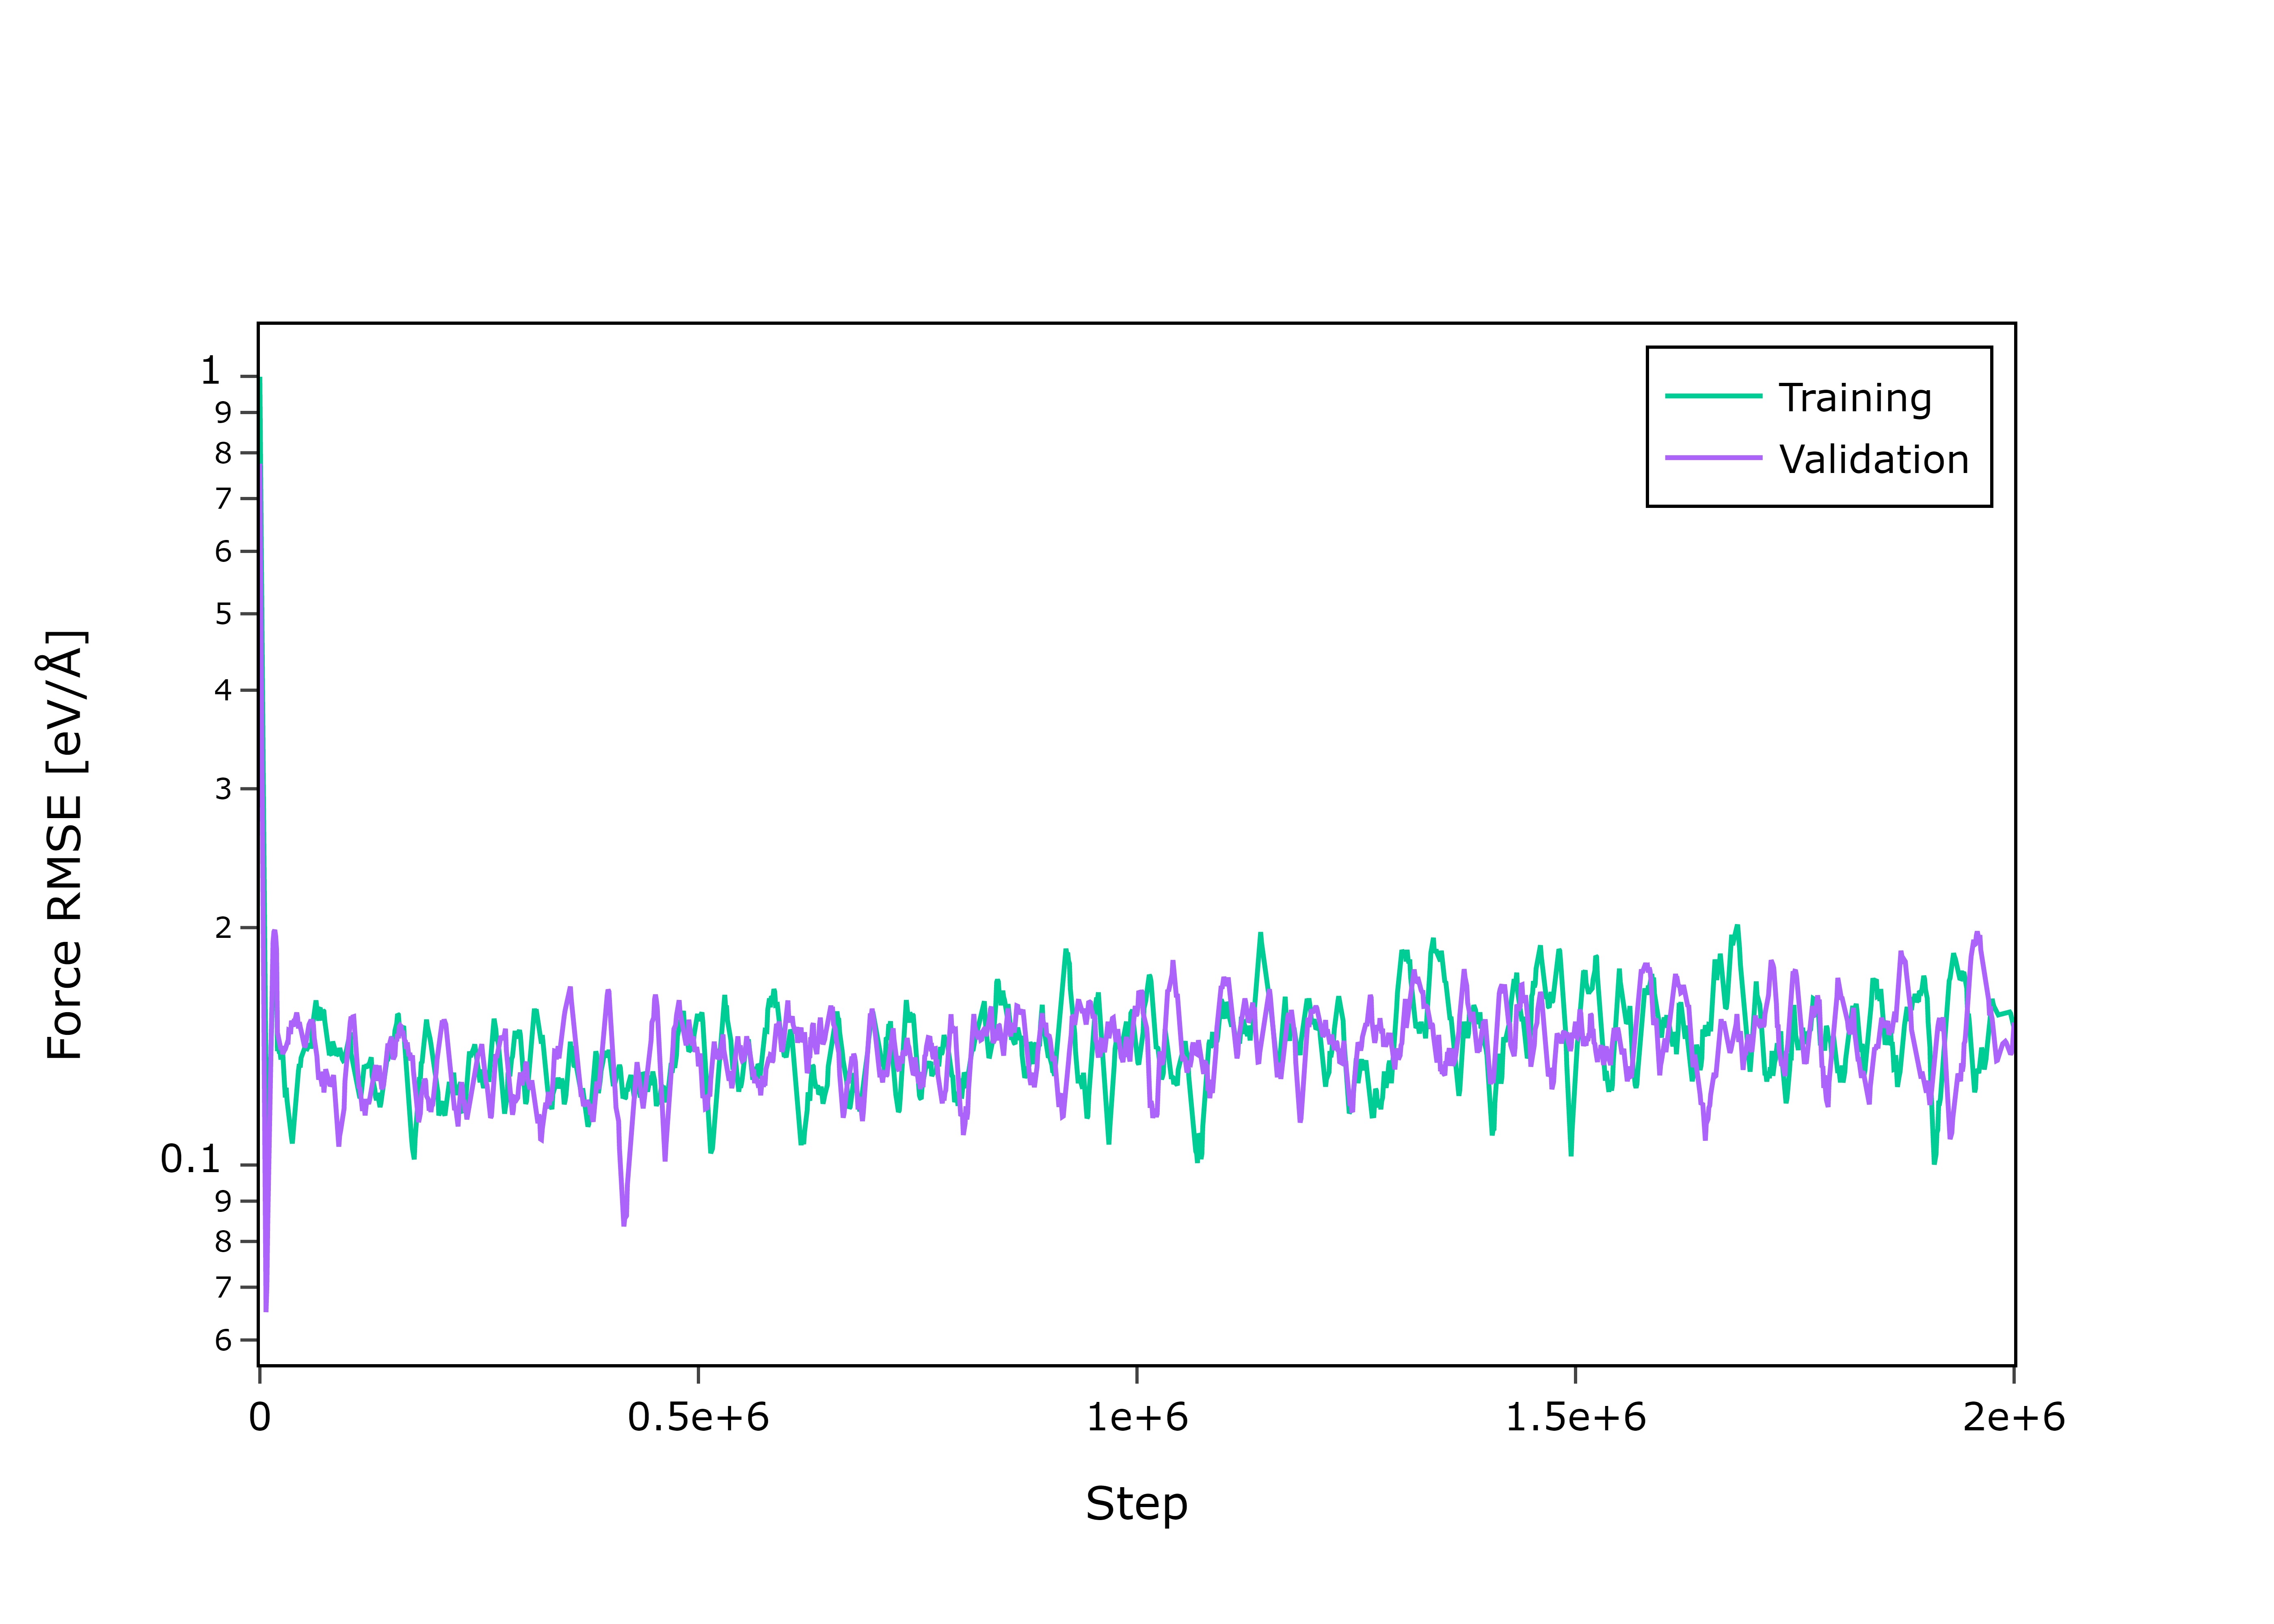 Force RMSE [eV/Å]
1
9
8
7
6
5
4
3
2
0.1
9
8
7
6
Training
Validation
0
0.5e+6
1e+6
1.5e+6
2e+6
Step